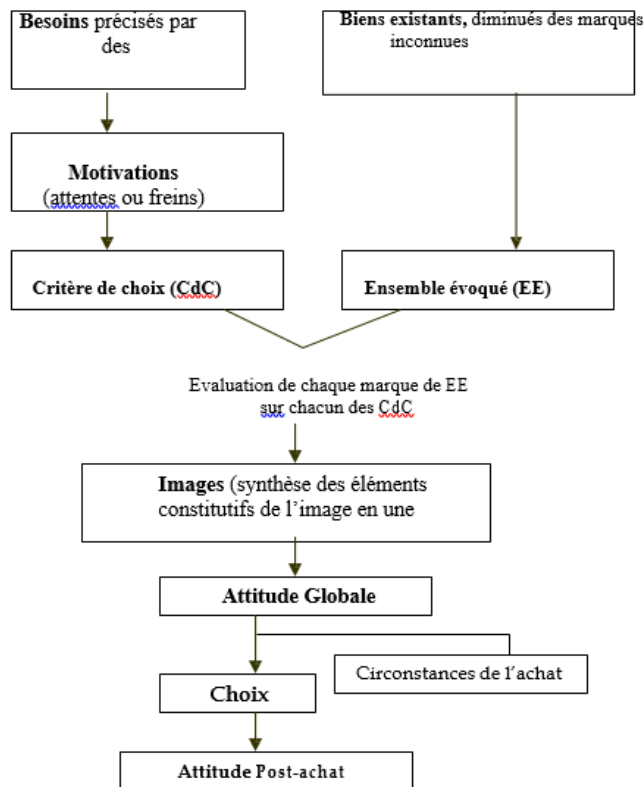 Besoins précisés par
des
Biens existants, diminués des marques
inconnues
Motivations
(attentes ou freins)
Critère de choix (CdC)
Ensemble évoqué (EE)
Evaluation de chaque marque de EE
sur chacun des CdC
Images (synthèse des éléments
constitutifs de l’image en une
Attitude Globale
Circonstances de l’achat
Choix
Attitude Post-achat